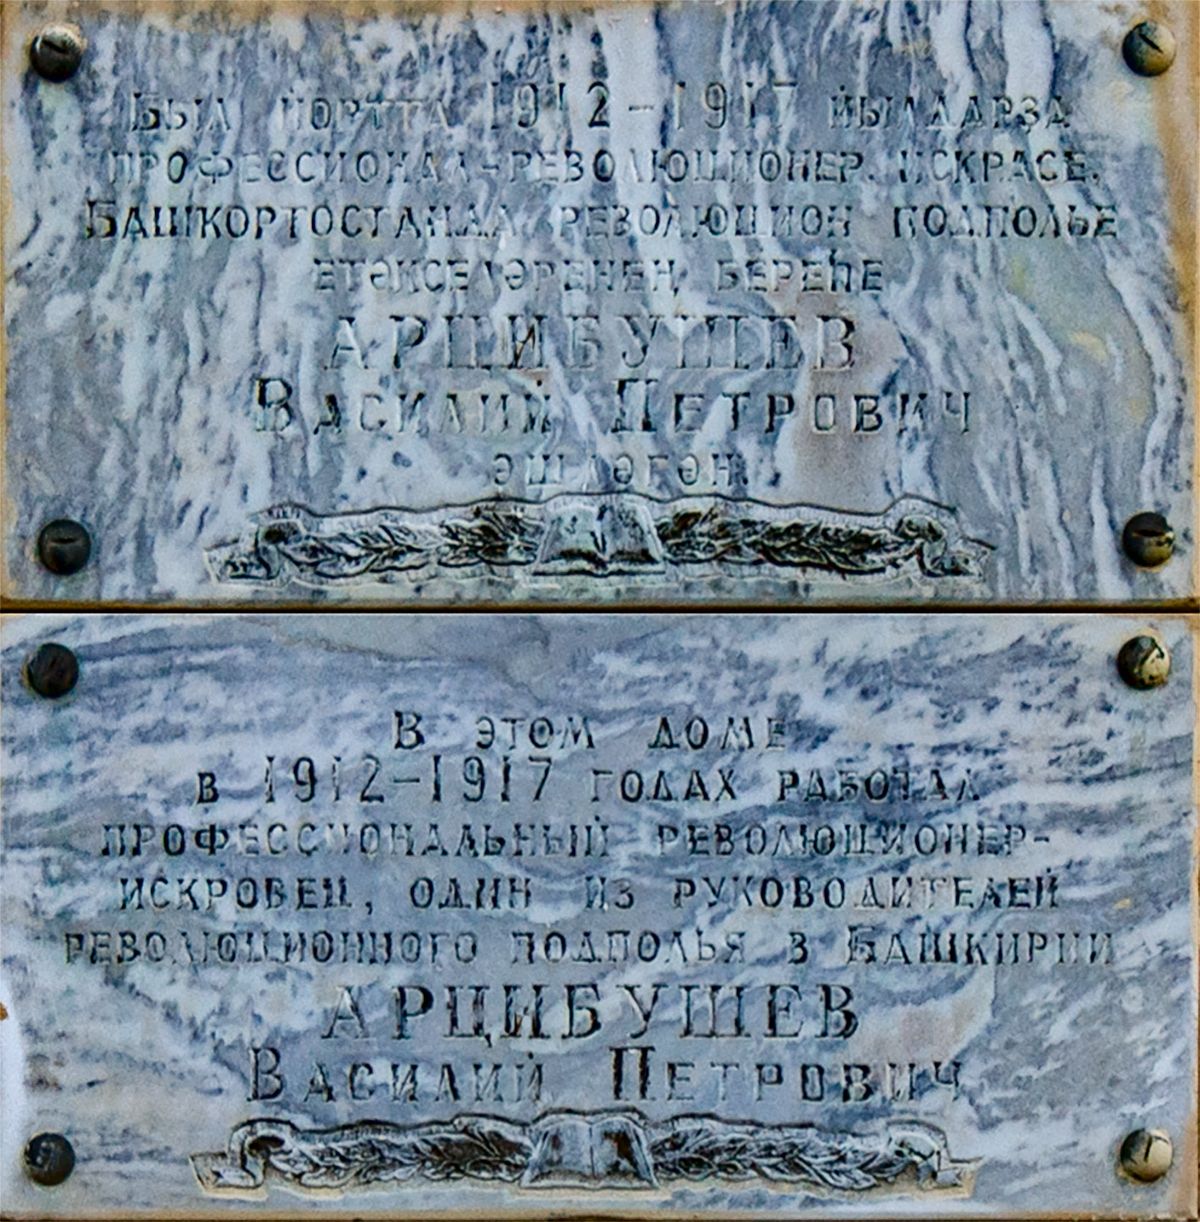 Был йортта 1912-1917 йылдарҙа
профессионал-революционер. искрасе,
Башкортостанда революцион подполье
етәкселәренең береһе
АРЦИБУШЕВ
Василий Петрович
эшләгән.
В этом доме
в 1912-1917 годах работал
профессиональный революционер-
искровец, один из руководителей
революционного подполья в Башкирии
АРЦИБУШЕВ
Василий Петрович